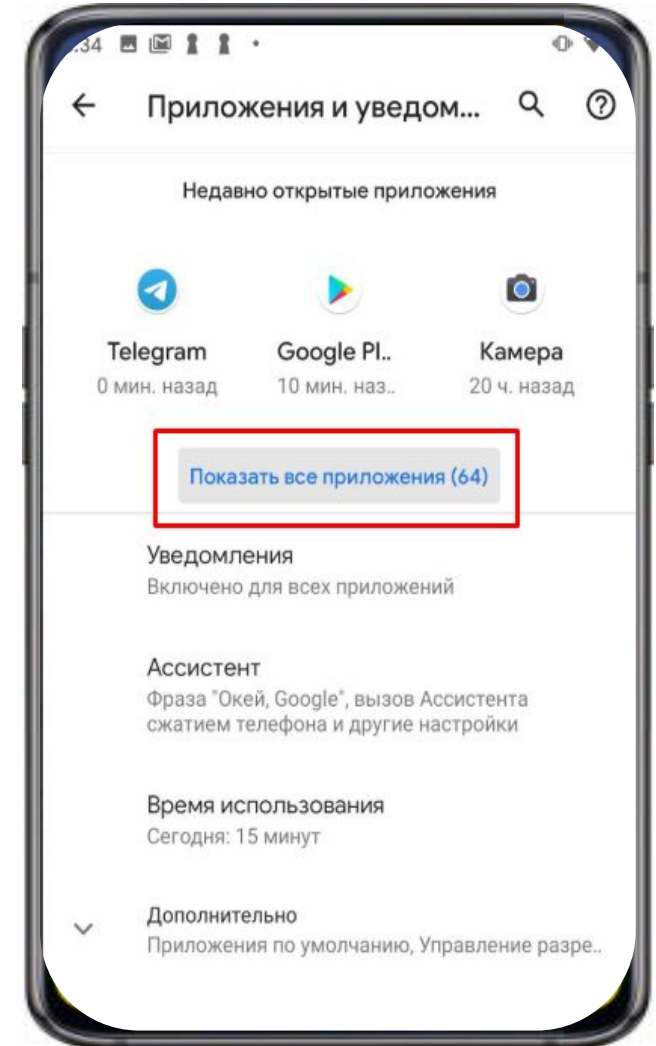 :34
Приложения и уведом...
Недавно открытые приложения
Telegram
Google Pl..
Камера
0 мин. назад
10 мин. наз..
20 ч. назад
Показать все приложения (64)
Уведомления
Включено для всех приложений
Ассистент
Фраза "Окей, Google", вызов Ассистента
сжатием телефона и другие настройки
Время использования
Сегодня: 15 минут
Дополнительно
Приложения по умолчанию, Управление разре..